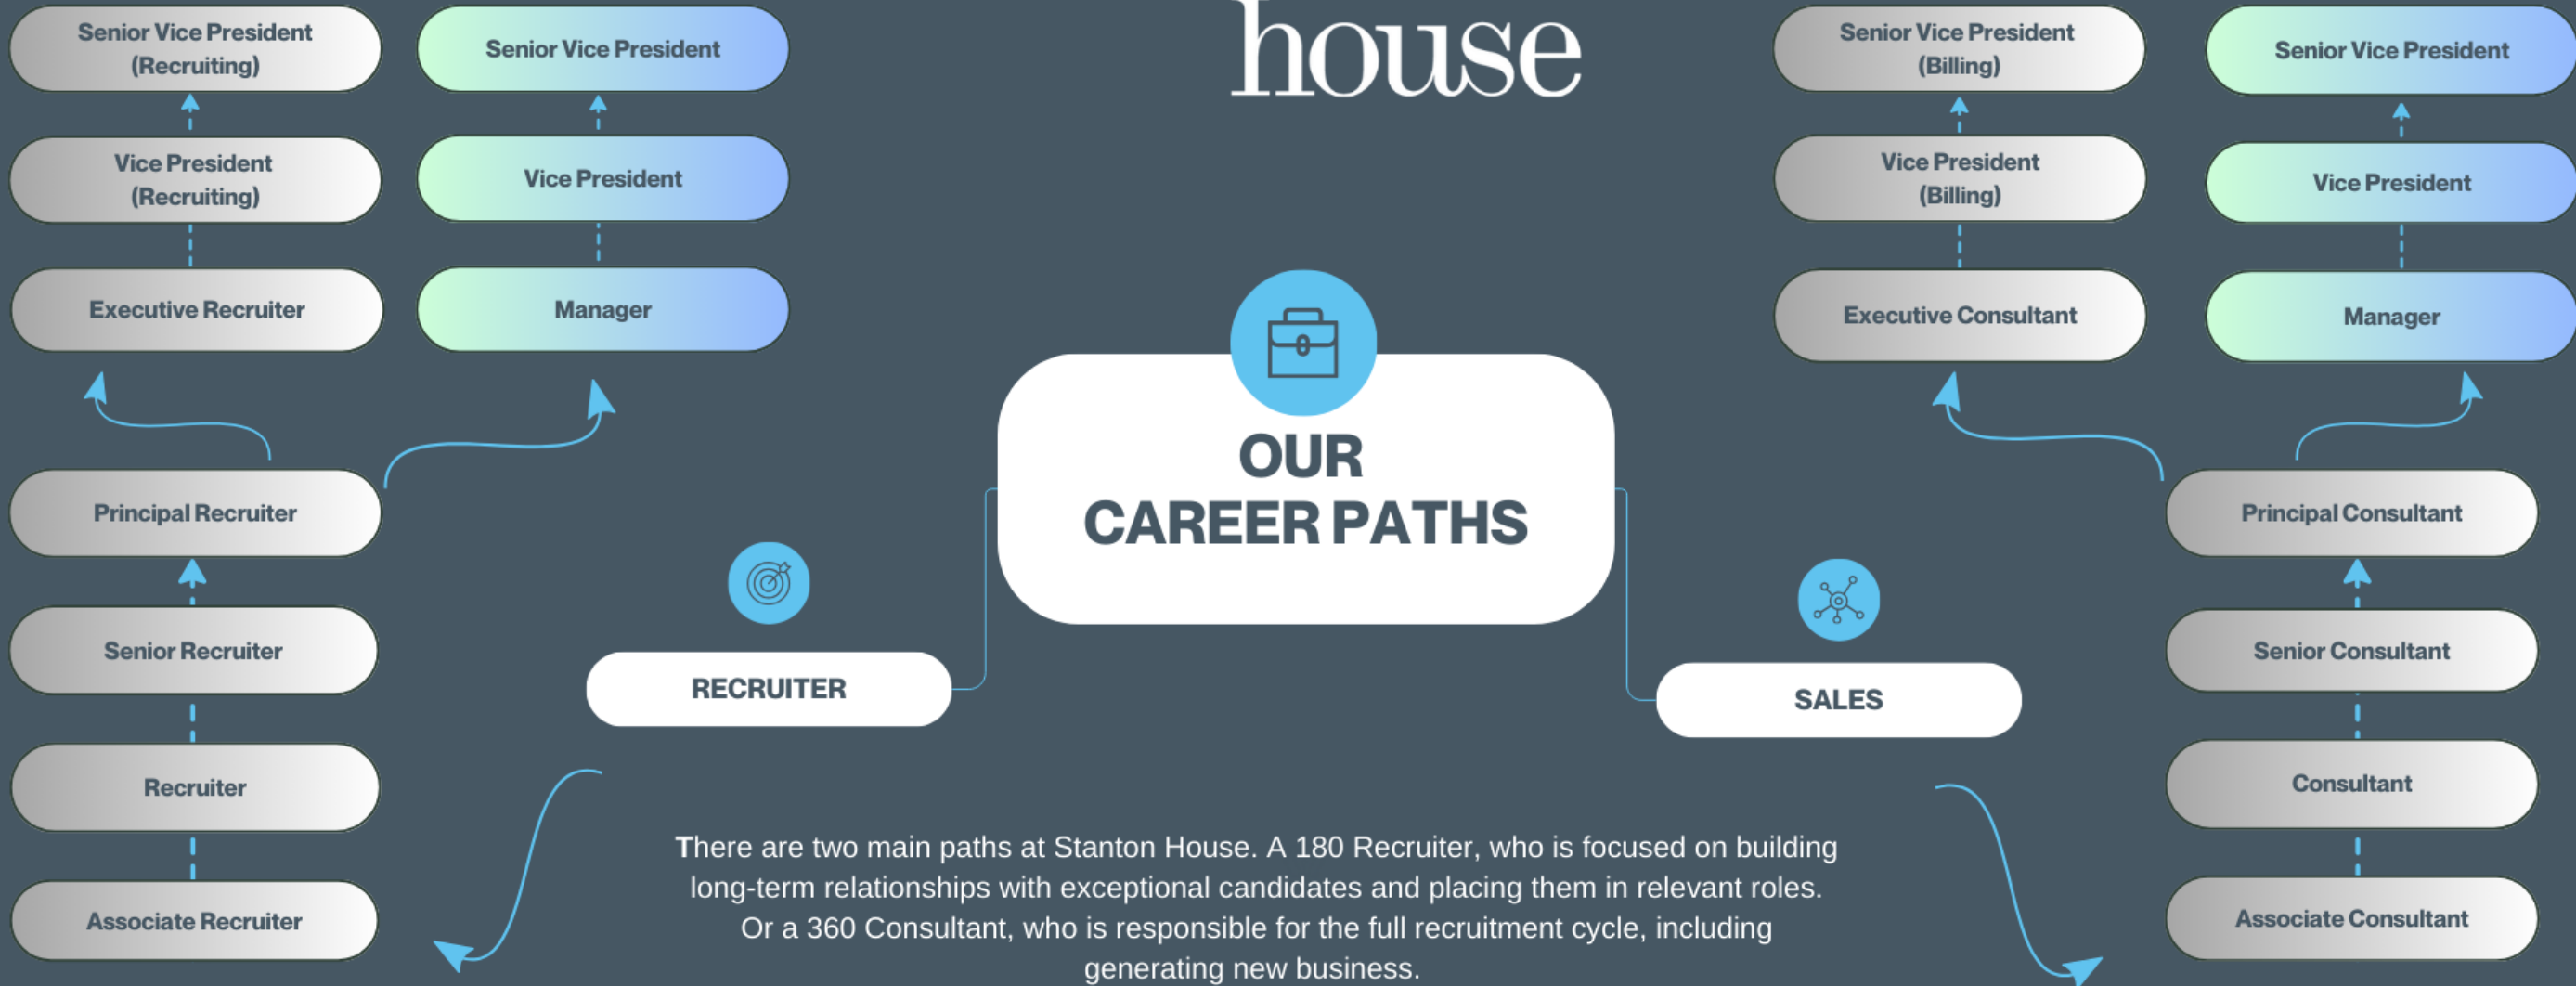 house
Senior Vice President
(Recruiting)
Vice President
(Recruiting)
Executive Recruiter
Senior Vice President
Vice President
Manager
Principal Recruiter
Senior Recruiter
Recruiter
Associate Recruiter
OUR
CAREER PATHS
RECRUITER
SALES
There are two main paths at Stanton House. A 180 Recruiter, who is focused on building
long-term relationships with exceptional candidates and placing them in relevant roles.
Or a 360 Consultant, who is responsible for the full recruitment cycle, including
generating new business.
Senior Vice President
(Billing)
Vice President
(Billing)
Executive Consultant
Senior Vice President
Vice President
Manager
Principal Consultant
Senior Consultant
Consultant
Associate Consultant